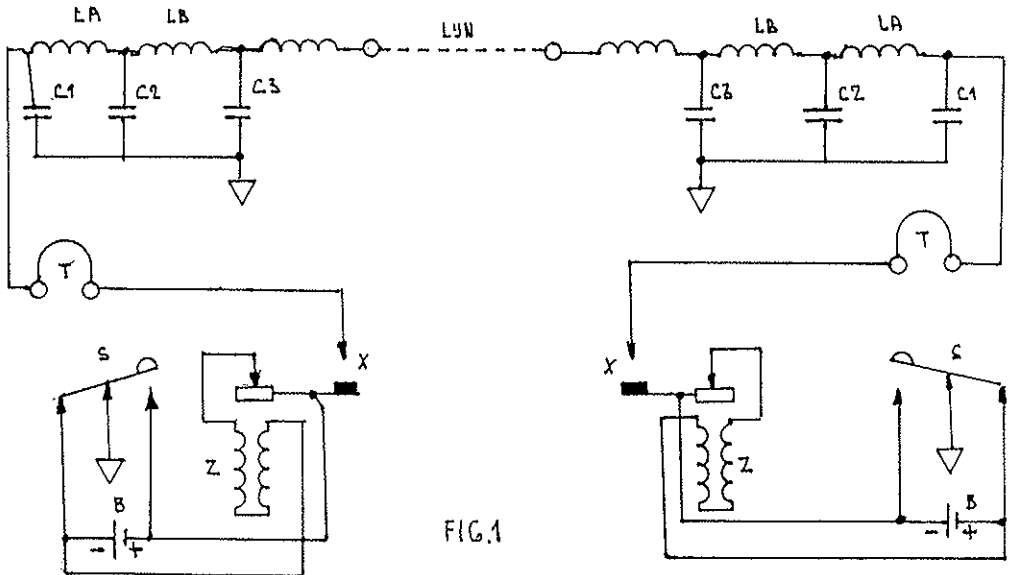 LA LB LYN LB LA
C1 C2 C3 C3 C2 C1
T T
S X X S
Z Z
B B
- + - +
FIG.1